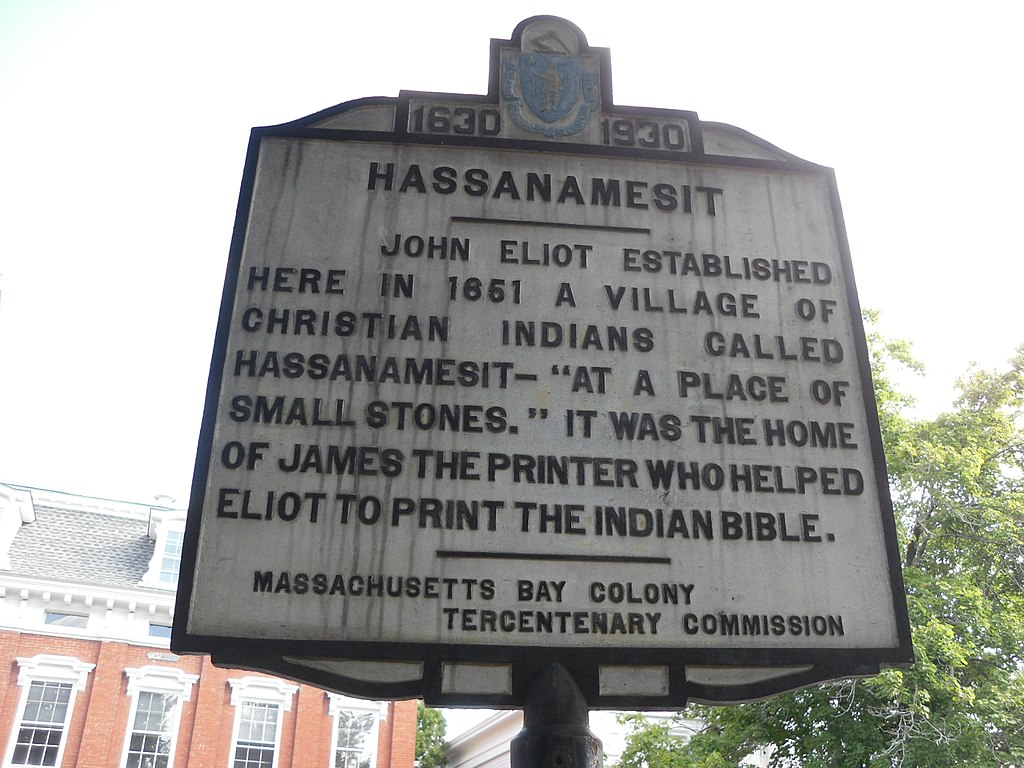 1630 1930
HASSANAMESIT
JOHN ELIOT ESTABLISHED
HERE IN 1651 A VILLAGE OF
CHRISTIAN INDIANS CALLED
HASSANAMESIT— “AT A PLACE OF
SMALL STONES.” IT WAS THE HOME
OF JAMES THE PRINTER WHO HELPED
ELIOT TO PRINT THE INDIAN BIBLE.
MASSACHUSETTS BAY COLONY
TERCENTENARY COMMISSION